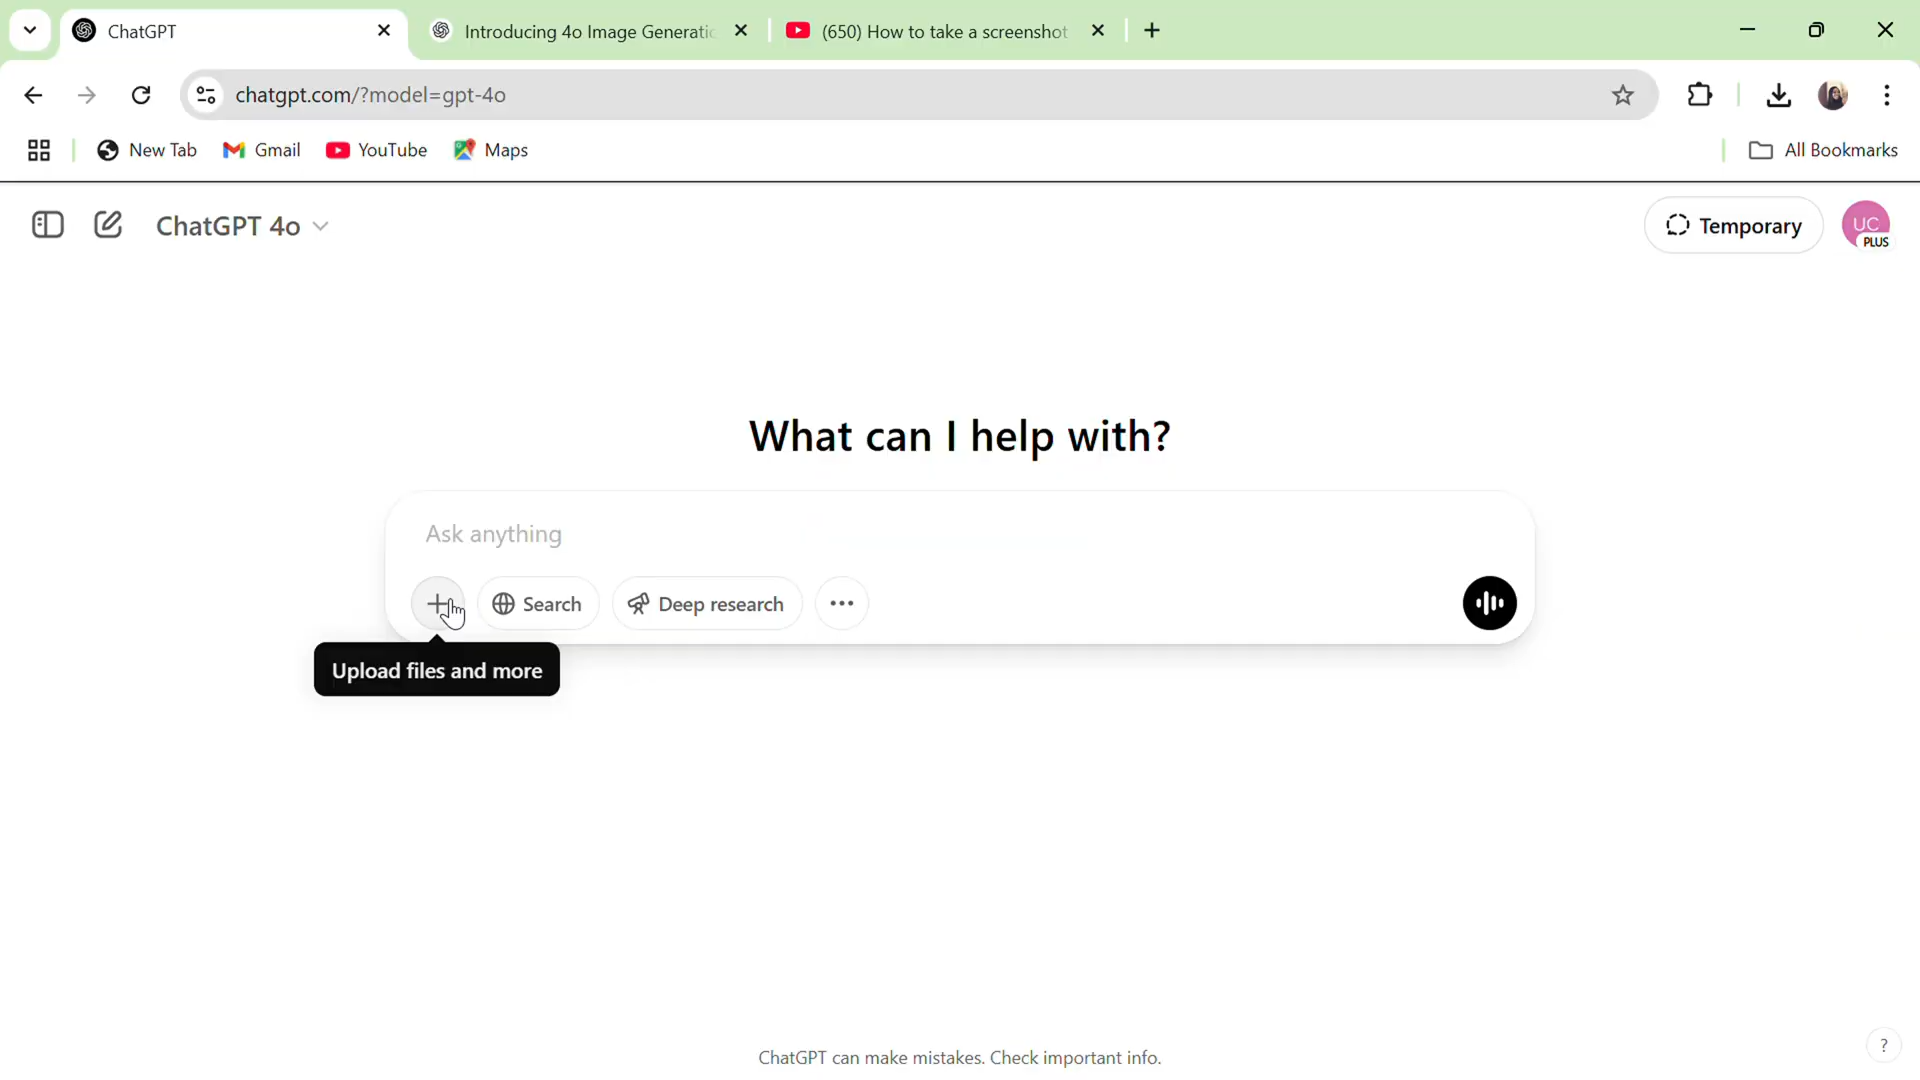 ChatGPT
Introducing 4o Image Generatic
(650) How to take a screenshot
chatgpt.com/?model=gpt-4o
New Tab
Gmail
YouTube
Maps
All Bookmarks
ChatGPT 4o
Temporary
UC
PLUS
What can I help with?
Ask anything
Search
Deep research
Upload files and more
ChatGPT can make mistakes. Check important info.
?